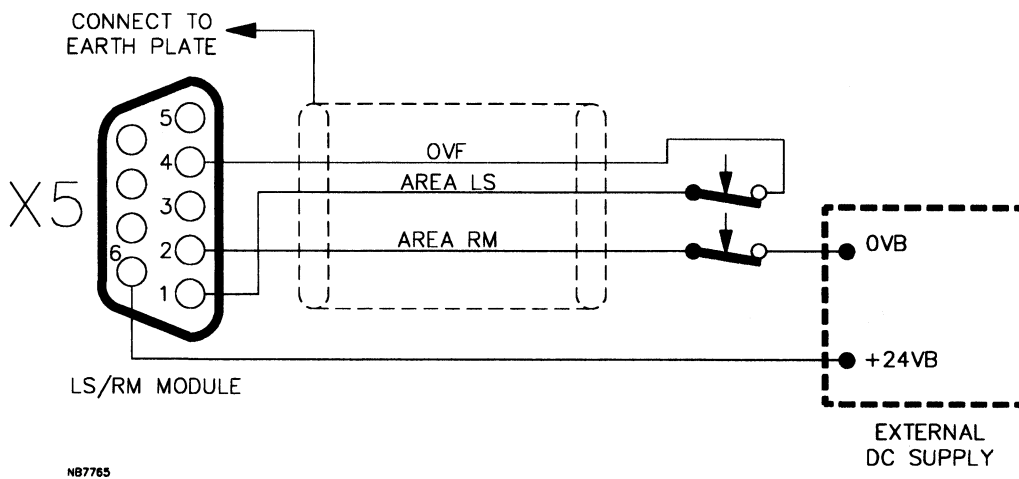 CONNECT TO
EARTH PLATE
X5
5
4
3
2
1
6
OVF
AREA LS
AREA RM
OVB
+24VB
LS/RM MODULE
EXTERNAL
DC SUPPLY
NB7765